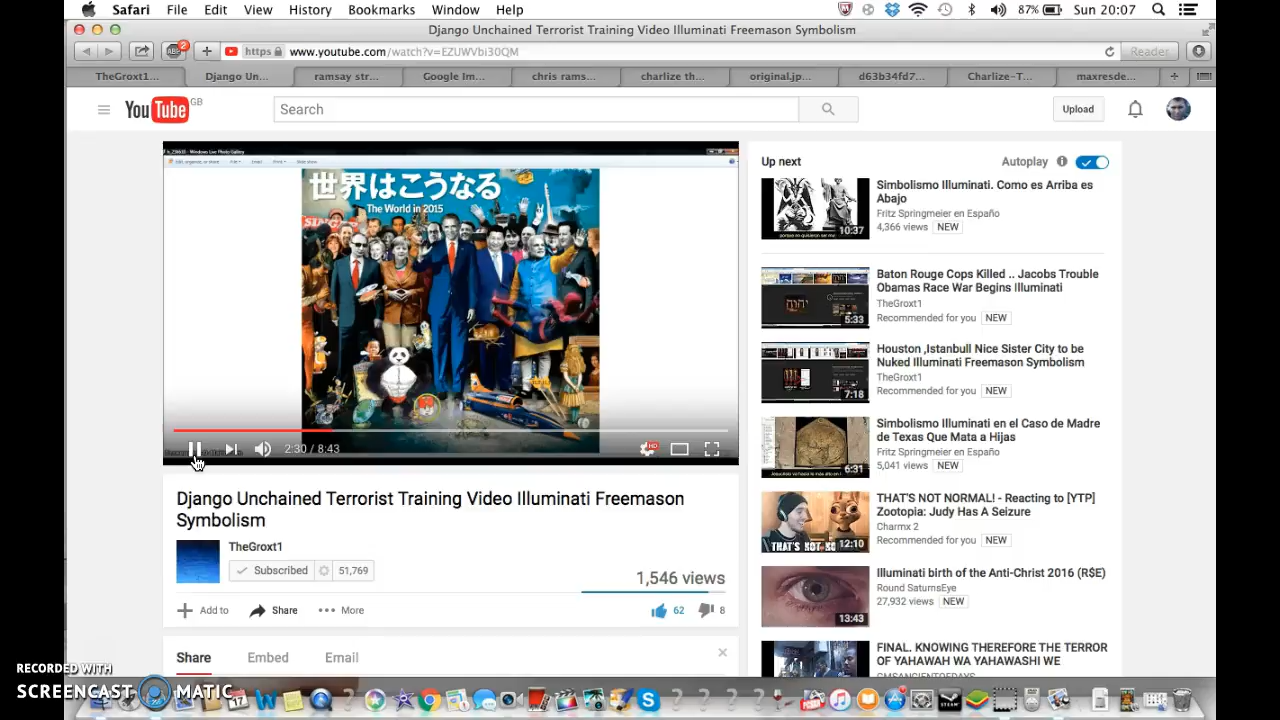 Safari File Edit View History Bookmarks Window Help 87% Sun 20:07
Django Unchained Terrorist Training Video Illuminati Freemason Symbolism
ABP 2 https www.youtube.com/watch?v=EZUWVbi30QM Reader
TheGroxt1... Django Un... ramsay str... Google Im... chris rams... charlize th... original.jp... d63b34fd7... Charlize-T... maxresde...
YouTube GB Search Upload
Windows Live Photo Gallery
世界はこうなる
The World in 2015
2:30 / 8:43 HD
Django Unchained Terrorist Training Video Illuminati Freemason
Symbolism
TheGroxt1
Subscribed 51,769
1,546 views
Add to Share More 62 8
Share Embed Email
Up next Autoplay
10:37
Simbolismo Illuminati. Como es Arriba es
Abajo
Fritz Springmeier en Español
4,366 views NEW
5:33
Baton Rouge Cops Killed .. Jacobs Trouble
Obamas Race War Begins Iluminati
TheGroxt1
Recommended for you NEW
7:18
Houston ,Istanbull Nice Sister City to be
Nuked Illuminati Freemason Symbolism
TheGroxt1
Recommended for you NEW
6:31
Simbolismo Illuminati en el Caso de Madre
de Texas Que Mata a Hijas
Fritz Springmeier en Español
5,041 views NEW
THAT'S NOT
12:10
THAT'S NOT NORMAL! - Reacting to [YTP]
Zootopia: Judy Has A Seizure
Charmx 2
Recommended for you NEW
13:43
Illuminati birth of the Anti-Christ 2016 (R$E)
Round SaturnsEye
27,932 views NEW
FINAL. KNOWING THEREFORE THE TERROR
OF YAHAWAH WA YAHAWASHI WE
RECORDED WITH
SCREENCAST MATIC